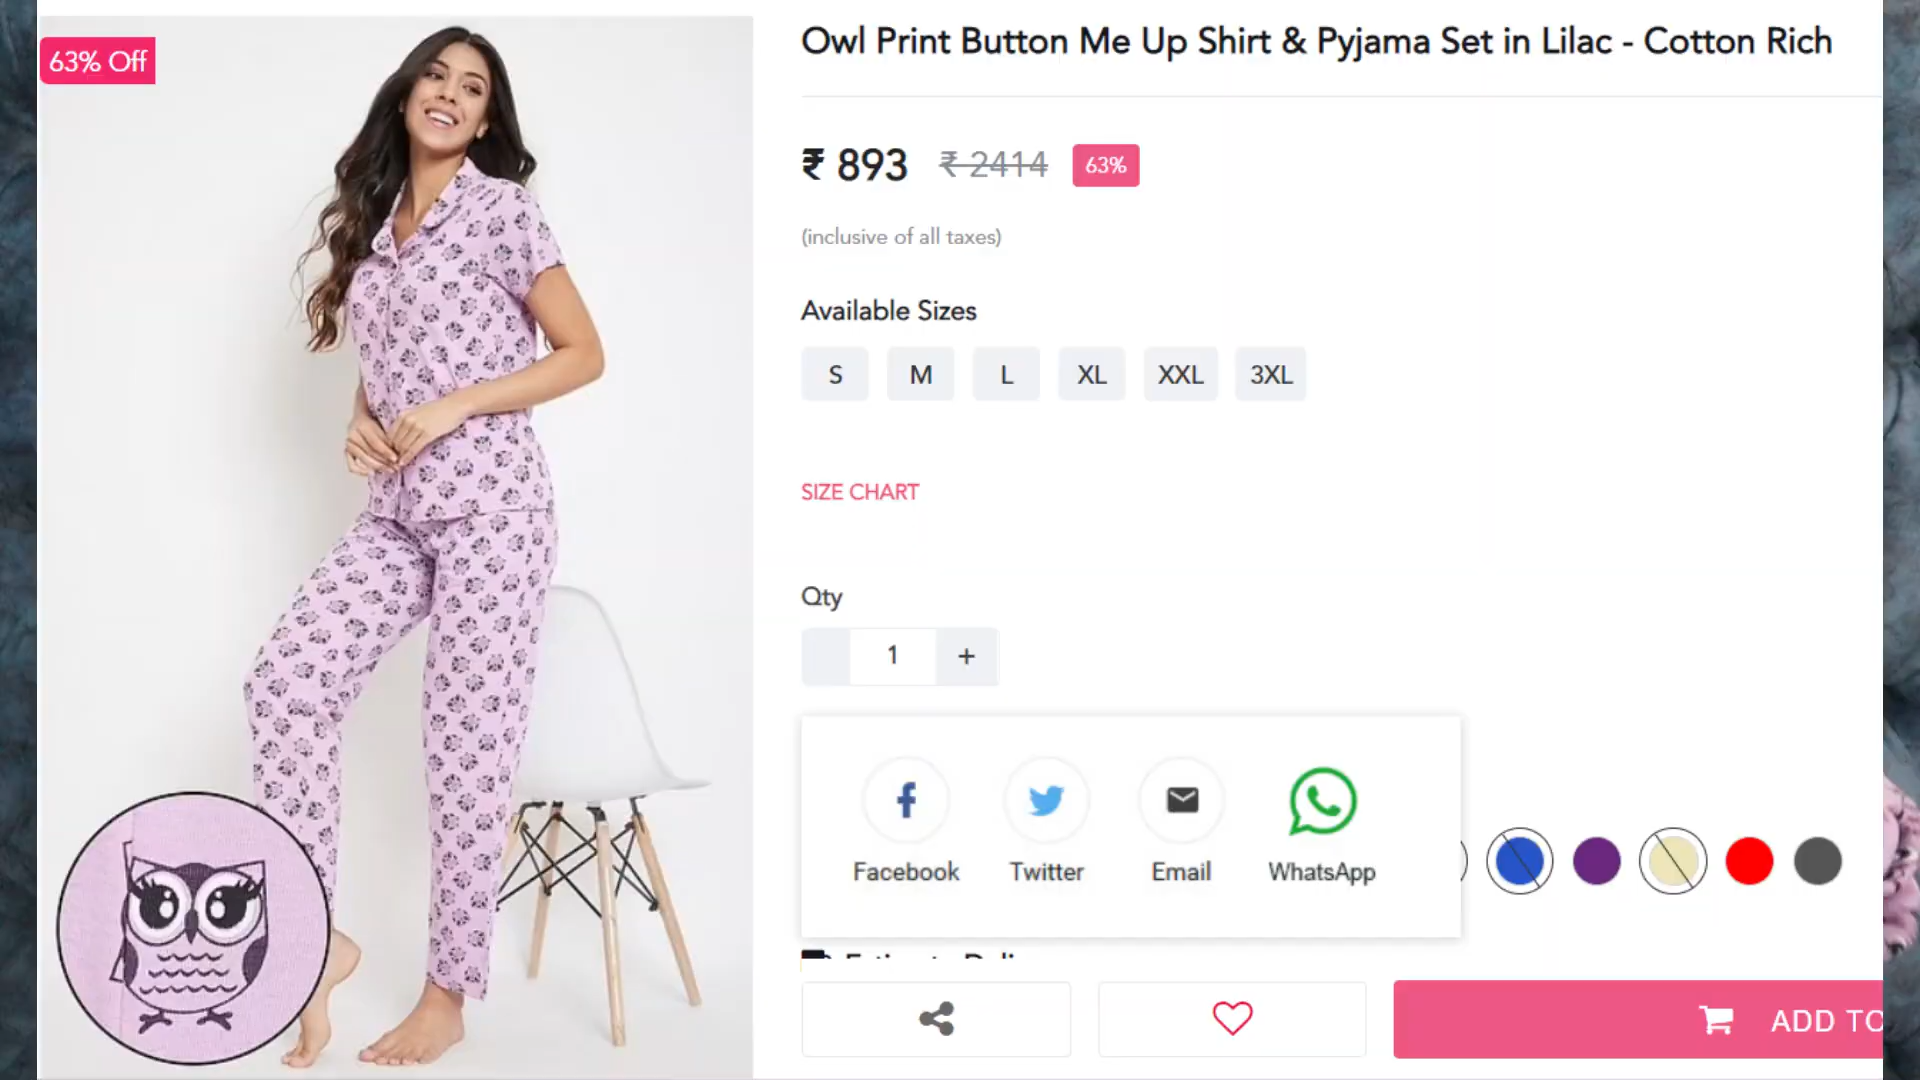 63% Off
Owl Print Button Me Up Shirt & Pyjama Set in Lilac - Cotton Rich
₹ 893 ₹ 2414 63%
(inclusive of all taxes)
Available Sizes
S M L XL XXL 3XL
SIZE CHART
Qty
1 +
Facebook Twitter Email WhatsApp
ADD TO